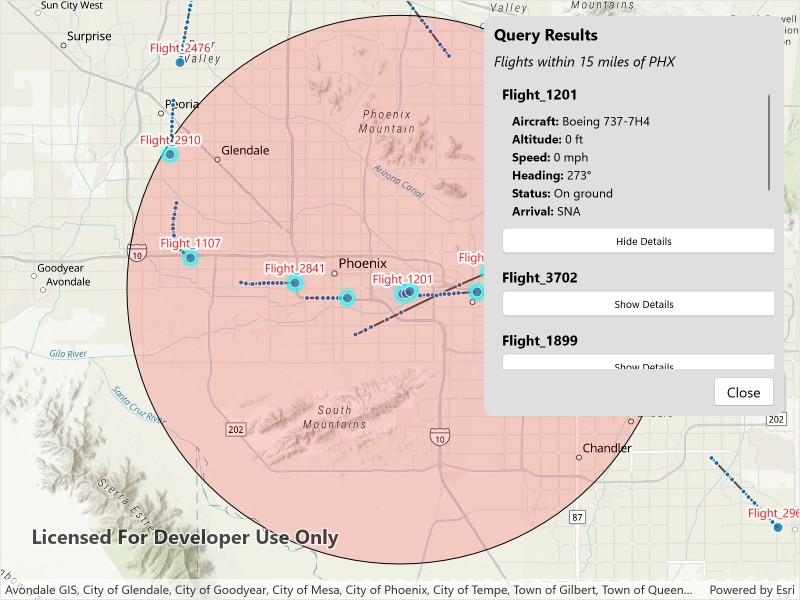 Sun City West
Surprise
Flight_2476
Valley
Peoria
Flight_2910
Glendale
Phoenix
Mountain
Arizona Canal
10
Flight_1107
Goodyear
Avondale
Flight_2841
Phoenix
Flight_1201
Fligh
Gila River
Santa Cruz River
202
South
Mountains
10
Chandler
202
87
Sierra Estre
Flight_296
Valley
Mountains
Query Results
Flights within 15 miles of PHX
Flight_1201
Aircraft: Boeing 737-7H4
Altitude: 0 ft
Speed: 0 mph
Heading: 273°
Status: On ground
Arrival: SNA
Hide Details
Flight_3702
Show Details
Flight_1899
Show Details
Close
Licensed For Developer Use Only
Avondale GIS, City of Glendale, City of Goodyear, City of Mesa, City of Phoenix, City of Tempe, Town of Gilbert, Town of Queen...
Powered by Esri